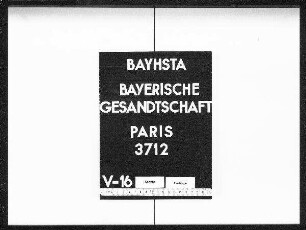 BAYHSTA
BAYERISCHE
GESANDTSCHAFT
PARIS
3712
V-16